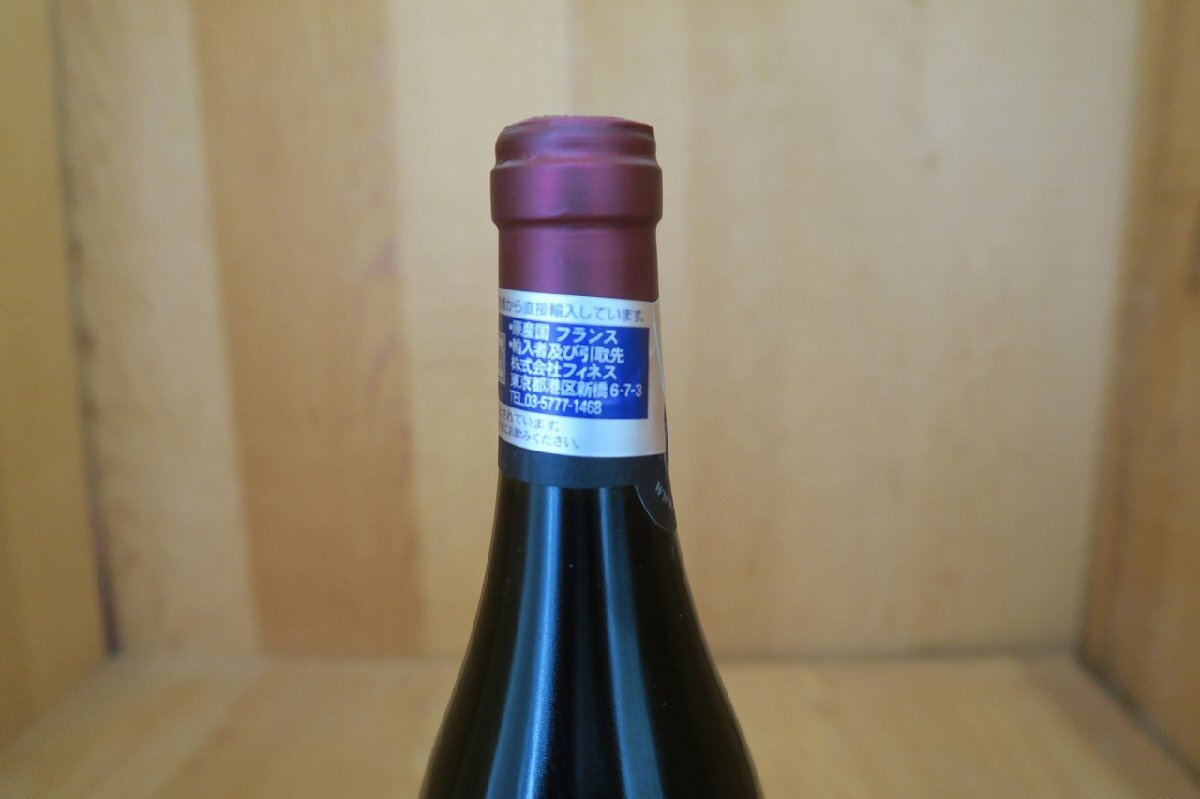 から直接輸入しています。
•原産国 フランス
•輸入者及び引取先
株式会社フィネス
東京都港区新橋6-7-3
TEL.03-5777-1468
されています。
にお飲みください。